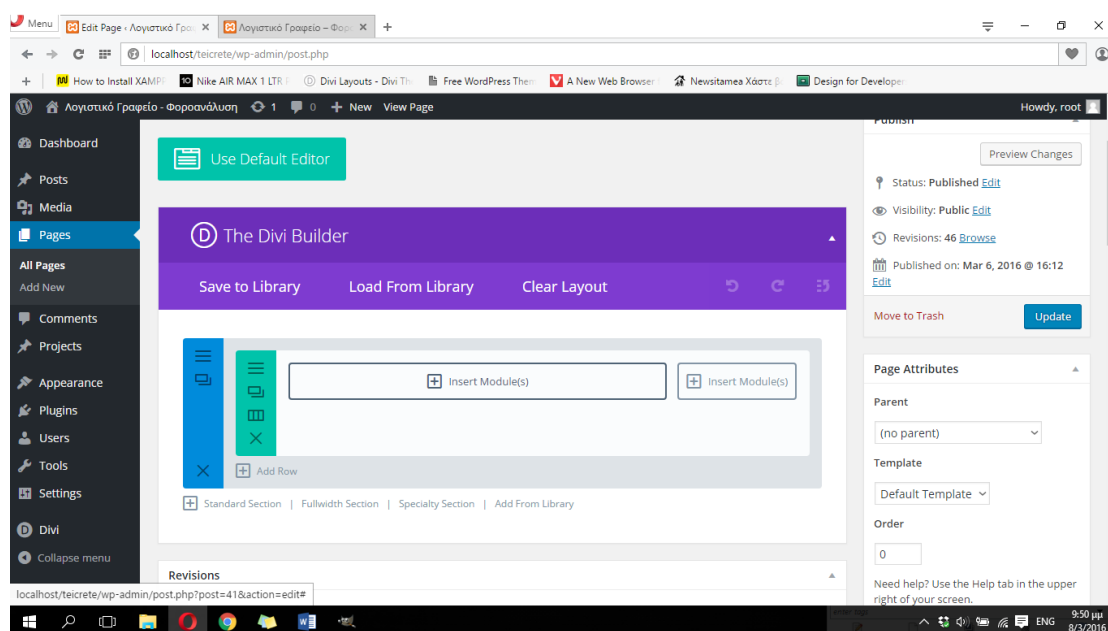 Menu
Edit Page ‹ Λογιστικό Γρα
Λογιστικό Γραφείο – Φορο
localhost/teicrete/wp-admin/post.php
How to Install XAMP
Nike AIR MAX 1 LTR
Divi Layouts - Divi Th
Free WordPress Them
A New Web Browser
Newsitamea Χάστε β
Design for Developer
Λογιστικό Γραφείο - Φοροανάλυση
1
0
New
View Page
Howdy, root
Dashboard
Posts
Media
Pages
All Pages
Add New
Comments
Projects
Appearance
Plugins
Users
Tools
Settings
Divi
Collapse menu
Use Default Editor
The Divi Builder
Save to Library
Load From Library
Clear Layout
Insert Module(s)
Insert Module(s)
Add Row
Standard Section | Fullwidth Section | Specialty Section | Add From Library
Revisions
Publish
Preview Changes
Status: Published Edit
Visibility: Public Edit
Revisions: 46 Browse
Published on: Mar 6, 2016 @ 16:12
Edit
Move to Trash
Update
Page Attributes
Parent
(no parent)
Template
Default Template
Order
0
Need help? Use the Help tab in the upper
right of your screen.
localhost/teicrete/wp-admin/post.php?post=41&action=edit#
ENG
9:50 μμ
8/3/2016